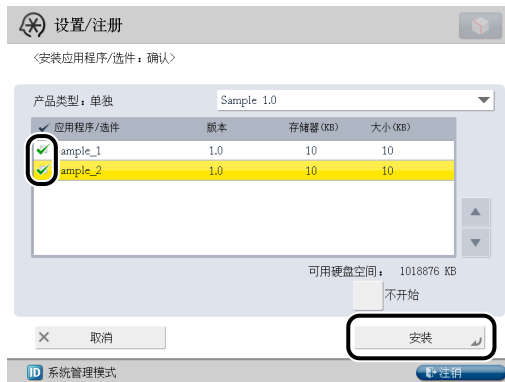 设置/注册
<安装应用程序/选件：确认>
产品类型：单独 Sample 1.0
应用程序/选件 版本 存储器(KB) 大小(KB)
ample_1 1.0 10 10
ample_2 1.0 10 10
可用硬盘空间： 1018876 KB
不开始
取消 安装
ID 系统管理模式 注销